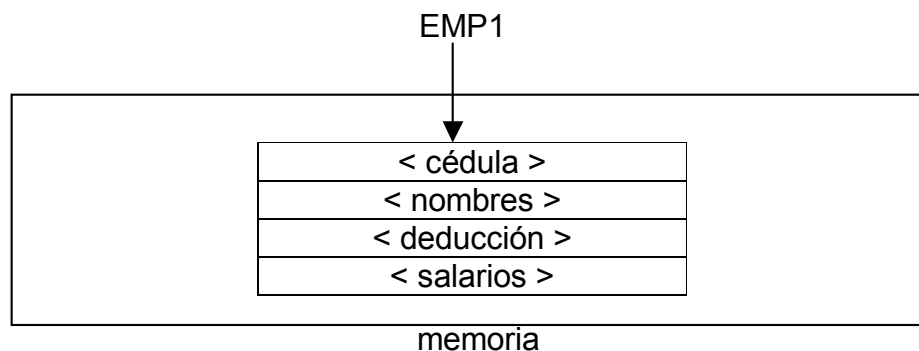 EMP1
< cédula >
< nombres >
< deducción >
< salarios >
memoria